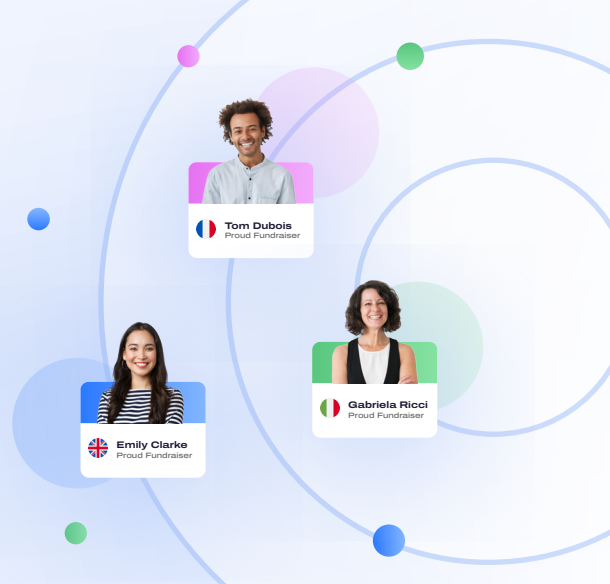 Tom Dubois
Proud Fundraiser
Gabriela Ricci
Proud Fundraiser
Emily Clarke
Proud Fundraiser